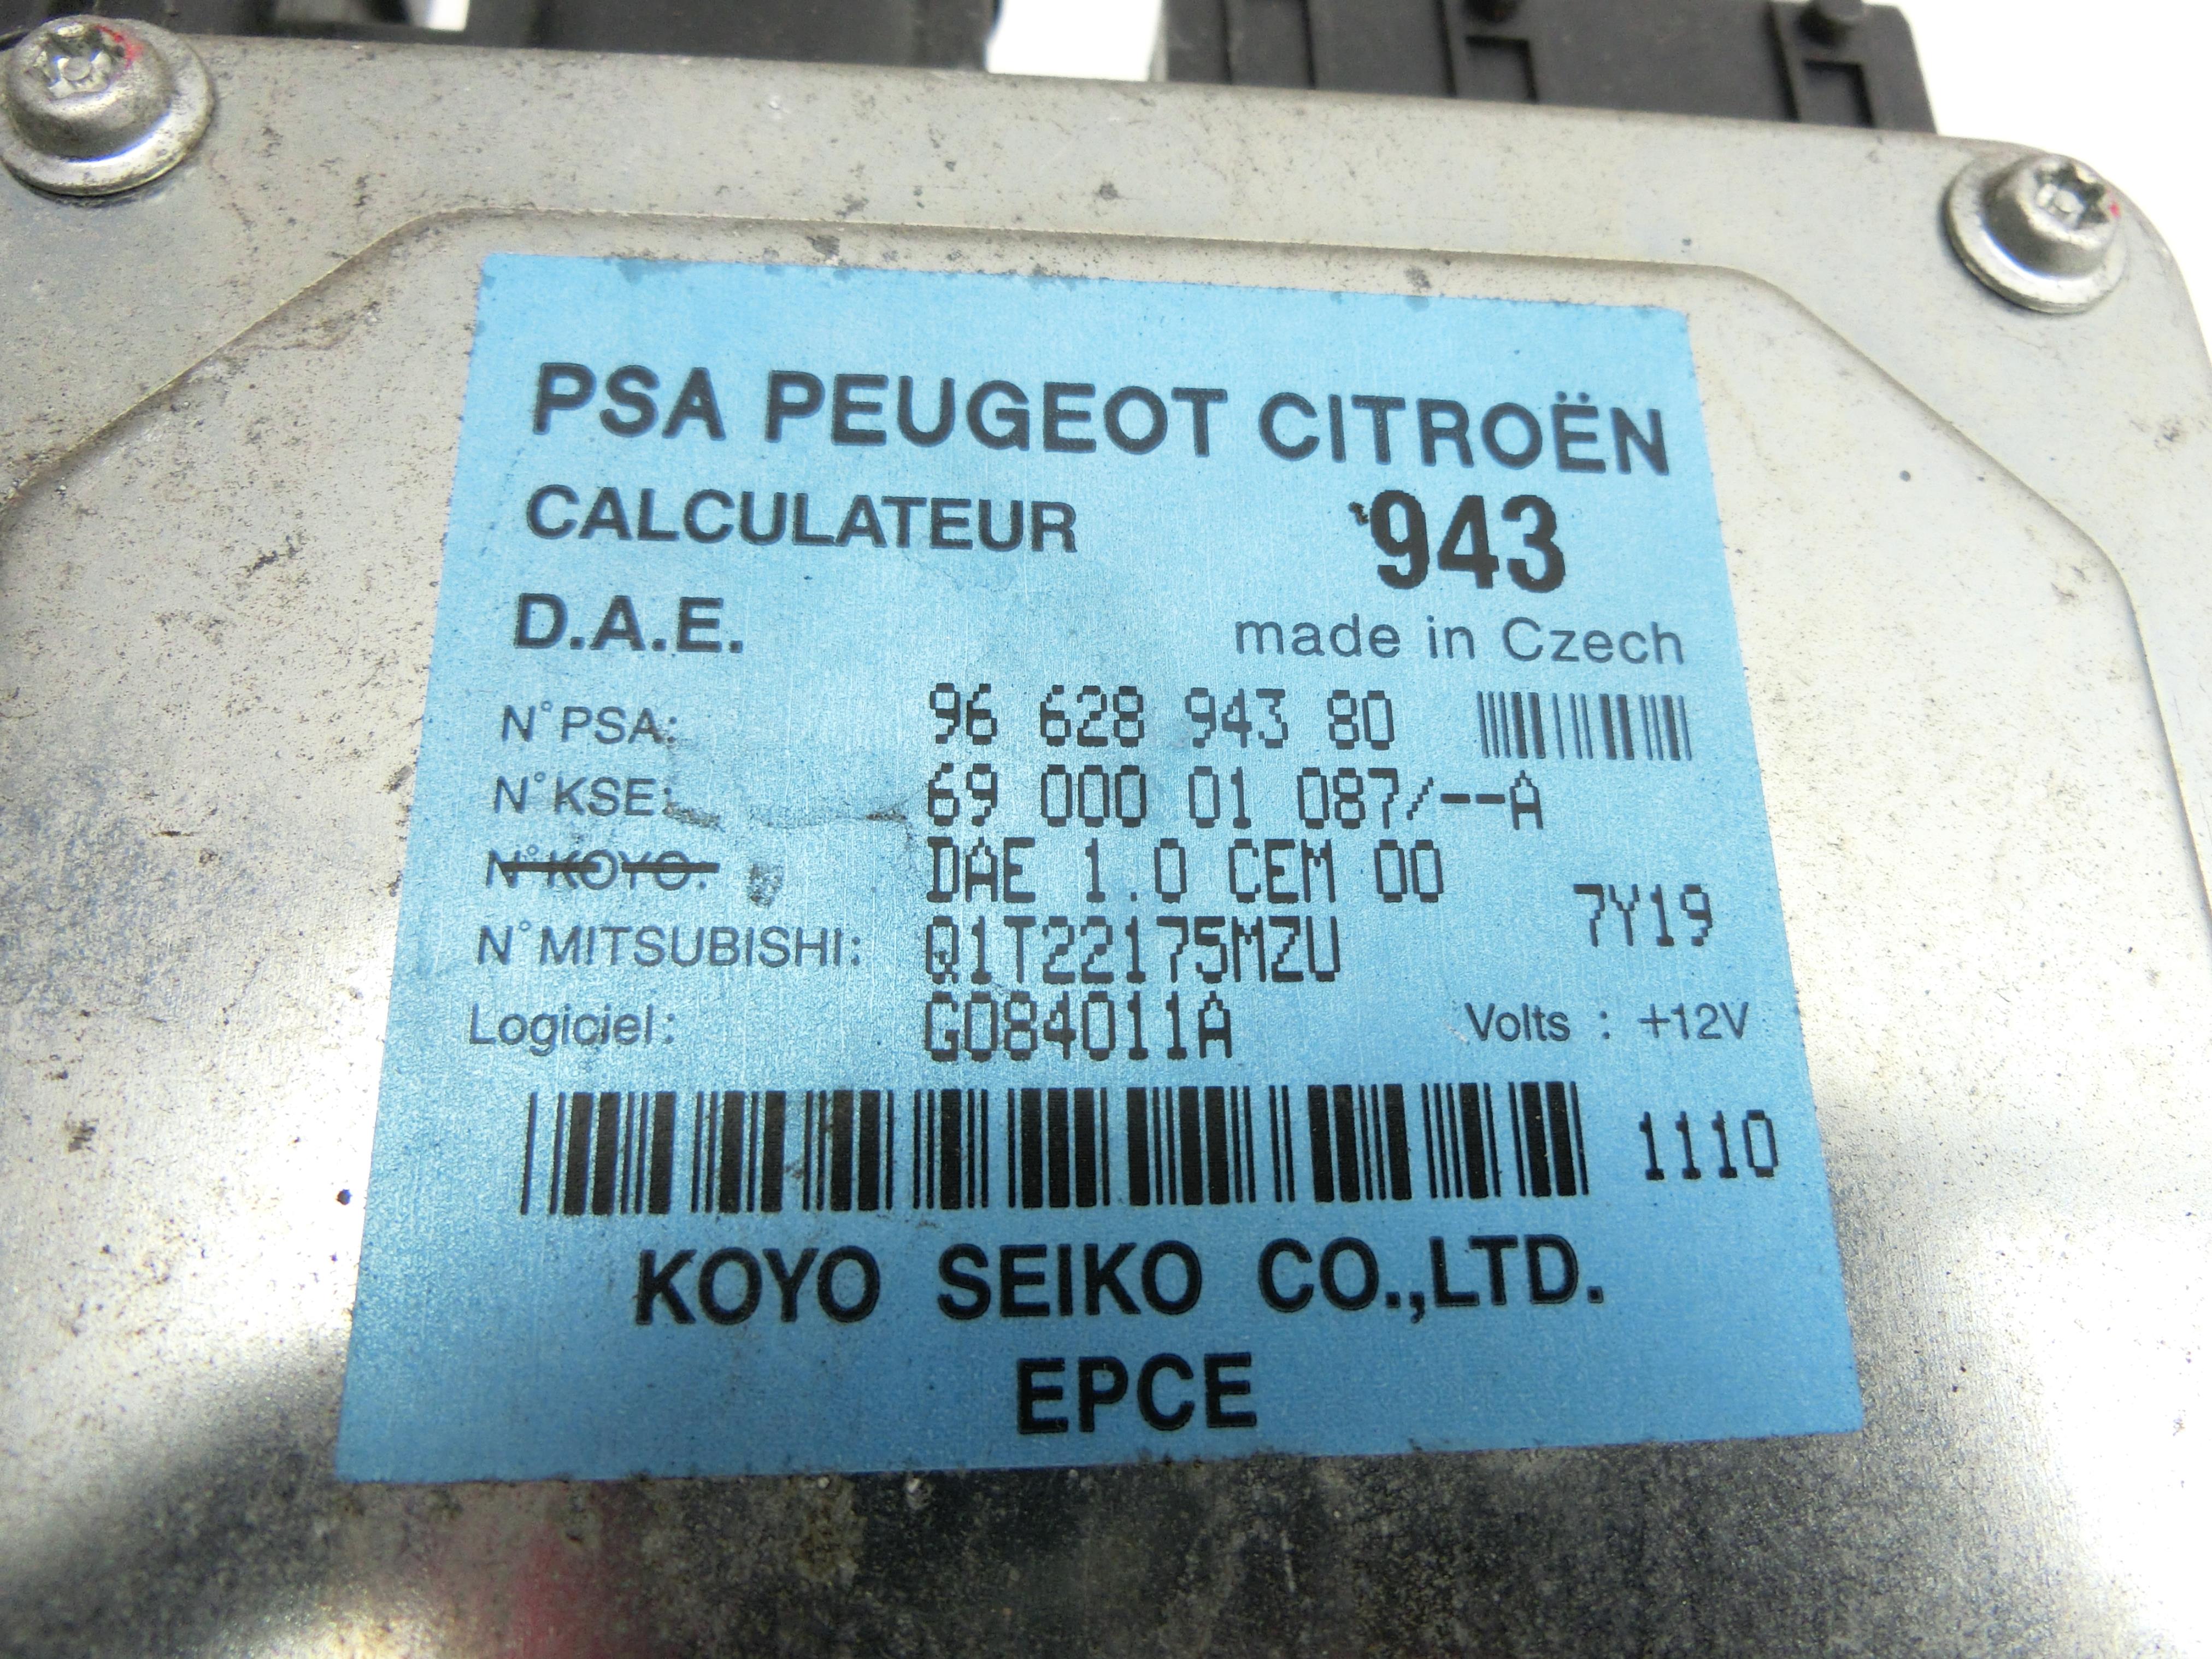 PSA PEUGEOT CITROËN
CALCULATEUR 943
D.A.E. made in Czech
N°PSA: 96 628 943 80
N°KSE: 69 000 01 087/--A
N°KOYO: DAE 1.0 CEM 00
7Y19
N°MITSUBISHI: Q1T22175MZU
Logiciel: G084011A Volts : +12V
1110
KOYO SEIKO CO.,LTD.
EPCE